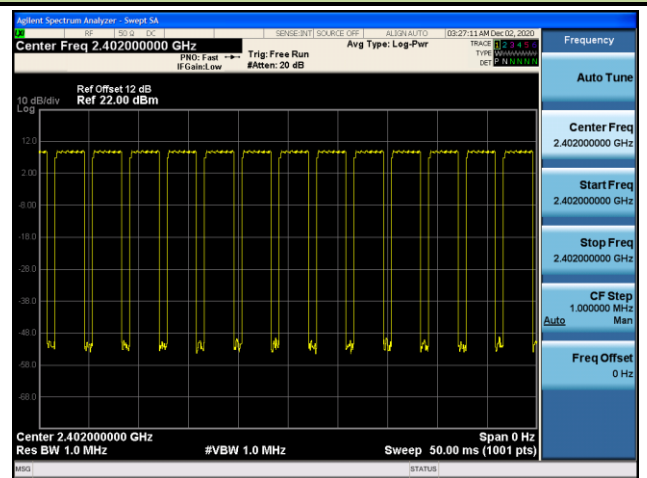 Agilent Spectrum Analyzer - Swept SA
RF 50 Ω DC SENSE:INT SOURCE OFF ALIGN AUTO 03:27:11 AM Dec 02, 2020
Center Freq 2.402000000 GHz
PNO: Fast
IFGain:Low
Trig: Free Run
#Atten: 20 dB
Avg Type: Log-Pwr
TRACE 1 2 3 4 5 6
TYPE
DET P N N N N N
Ref Offset 12 dB
10 dB/div Ref 22.00 dBm
Log
12.0
2.00
-8.00
-18.0
-28.0
-38.0
-48.0
-58.0
-68.0
Center 2.402000000 GHz Span 0 Hz
Res BW 1.0 MHz #VBW 1.0 MHz Sweep 50.00 ms (1001 pts)
MSG STATUS
Frequency
Auto Tune
Center Freq
2.402000000 GHz
Start Freq
2.402000000 GHz
Stop Freq
2.402000000 GHz
CF Step
1.000000 MHz
Auto Man
Freq Offset
0 Hz